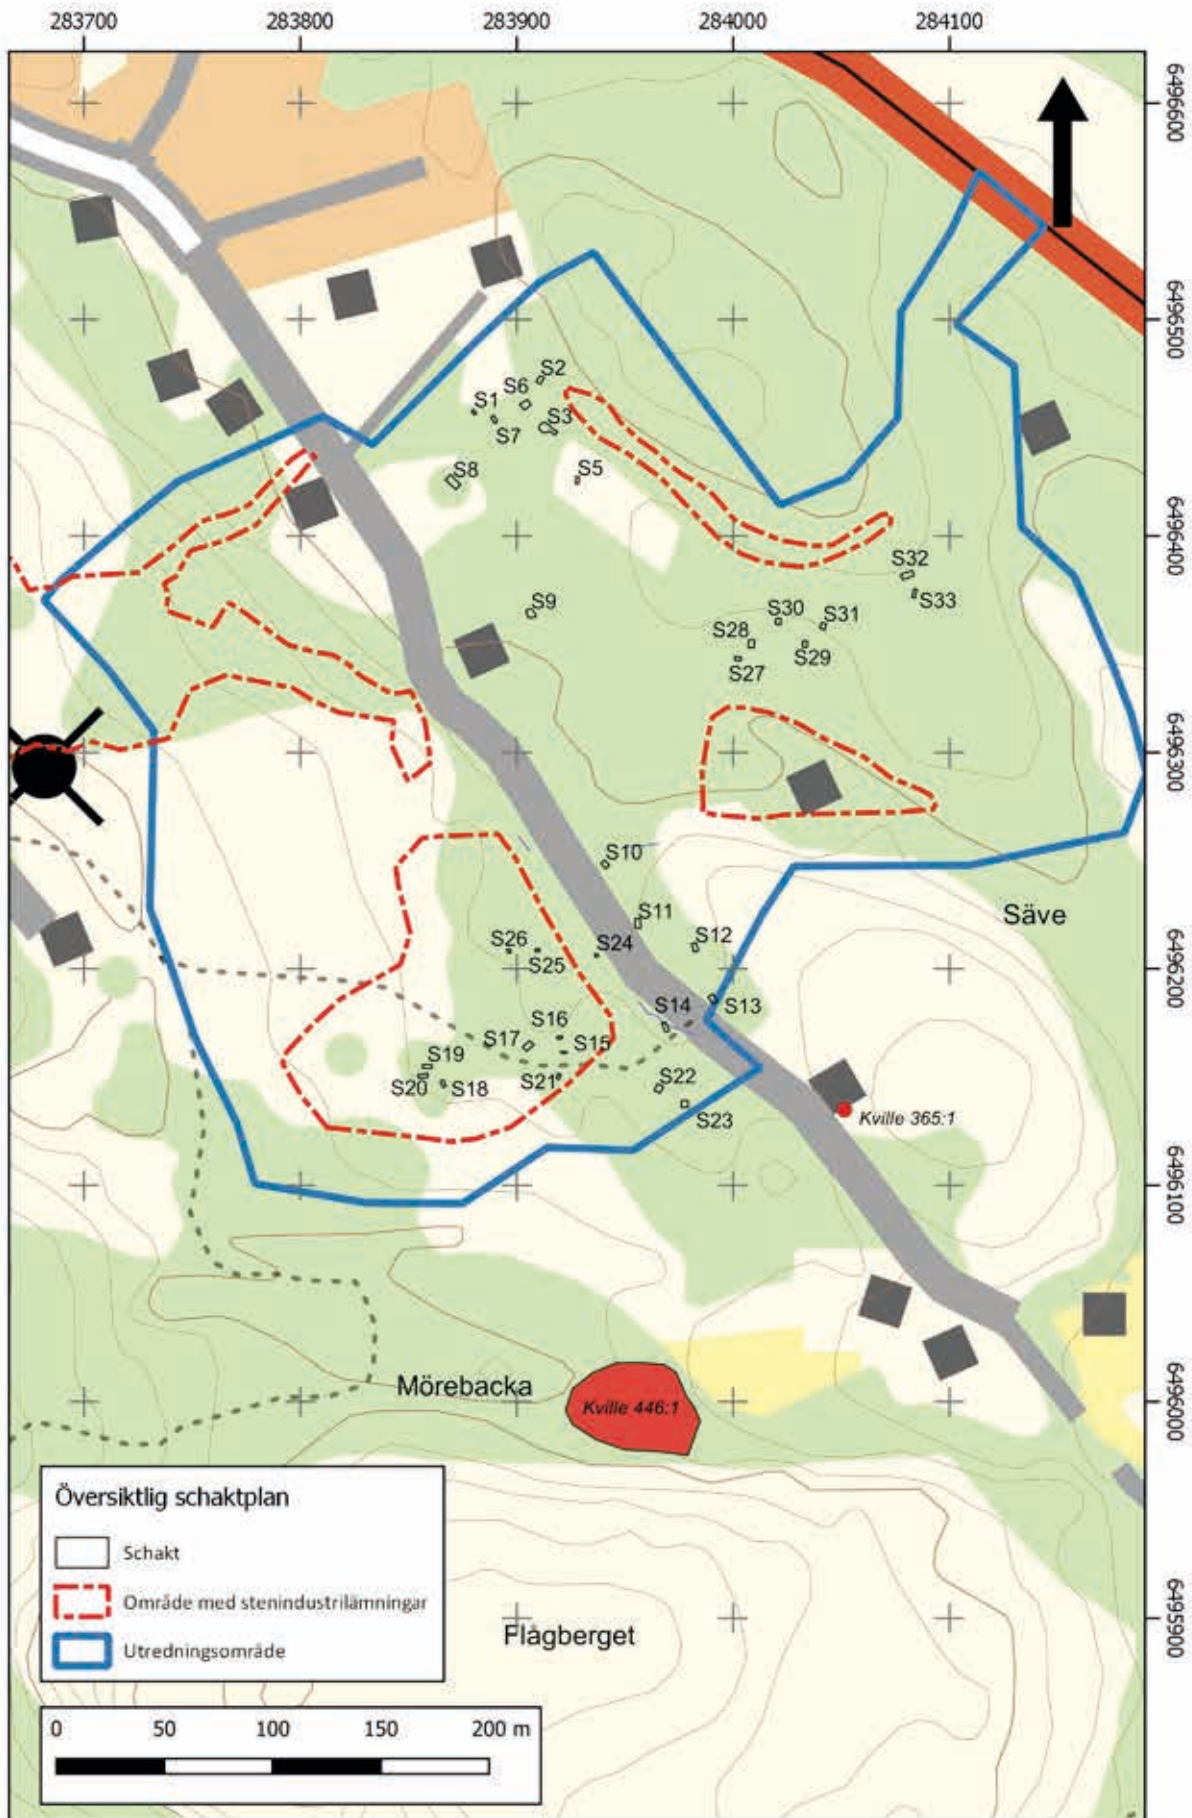 283700 283800 283900 284000 284100
6496600
6496500
S2
S6
S1
S3
S7
S8
S5
6496400
S32
S9
S33
S30
S31
S28
S29
S27
6496300
S10
S11
Säve
S12
S26
S24
S25
6496200
S14
S13
S16
S17
S15
S19
S20
S18
S21
S22
S23
Kville 365:1
6496100
Mörebacka
Kville 446:1
6496000
Översiktlig schaktplan
Schakt
Område med stenindustrilämningar
Utredningsområde
Flågberget
6495900
0 50 100 150 200 m